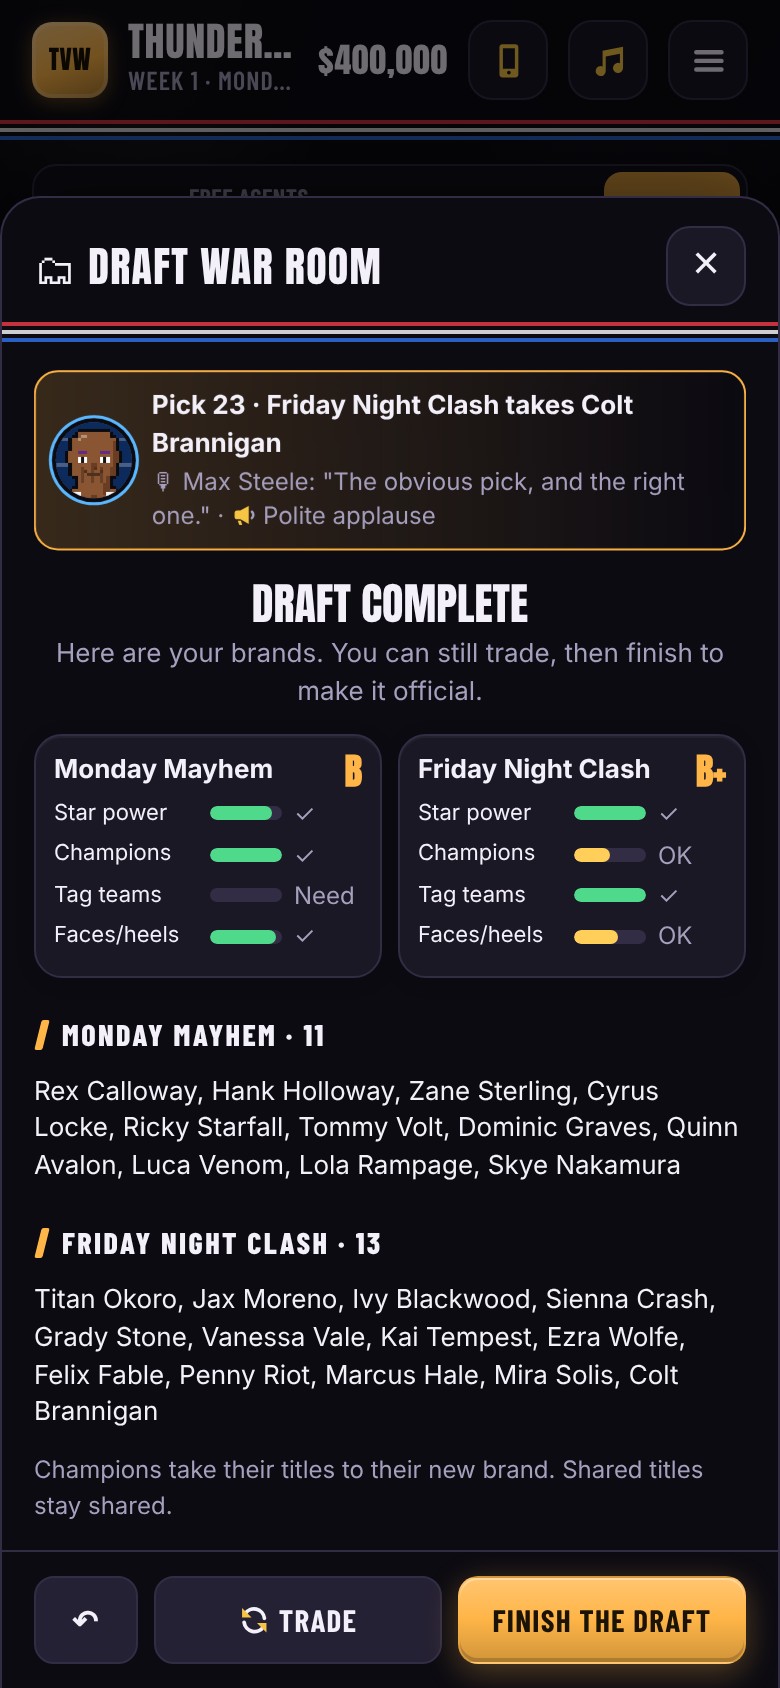 TVW
THUNDER...
WEEK 1 · MOND...
$400,000
FREE AGENTS
DRAFT WAR ROOM
Pick 23 · Friday Night Clash takes Colt
Brannigan
Max Steele: "The obvious pick, and the right
one." · Polite applause
DRAFT COMPLETE
Here are your brands. You can still trade, then finish to
make it official.
Monday Mayhem B
Star power ✓
Champions ✓
Tag teams Need
Faces/heels ✓
Friday Night Clash B+
Star power ✓
Champions OK
Tag teams ✓
Faces/heels OK
MONDAY MAYHEM · 11
Rex Calloway, Hank Holloway, Zane Sterling, Cyrus
Locke, Ricky Starfall, Tommy Volt, Dominic Graves, Quinn
Avalon, Luca Venom, Lola Rampage, Skye Nakamura
FRIDAY NIGHT CLASH · 13
Titan Okoro, Jax Moreno, Ivy Blackwood, Sienna Crash,
Grady Stone, Vanessa Vale, Kai Tempest, Ezra Wolfe,
Felix Fable, Penny Riot, Marcus Hale, Mira Solis, Colt
Brannigan
Champions take their titles to their new brand. Shared titles
stay shared.
TRADE
FINISH THE DRAFT